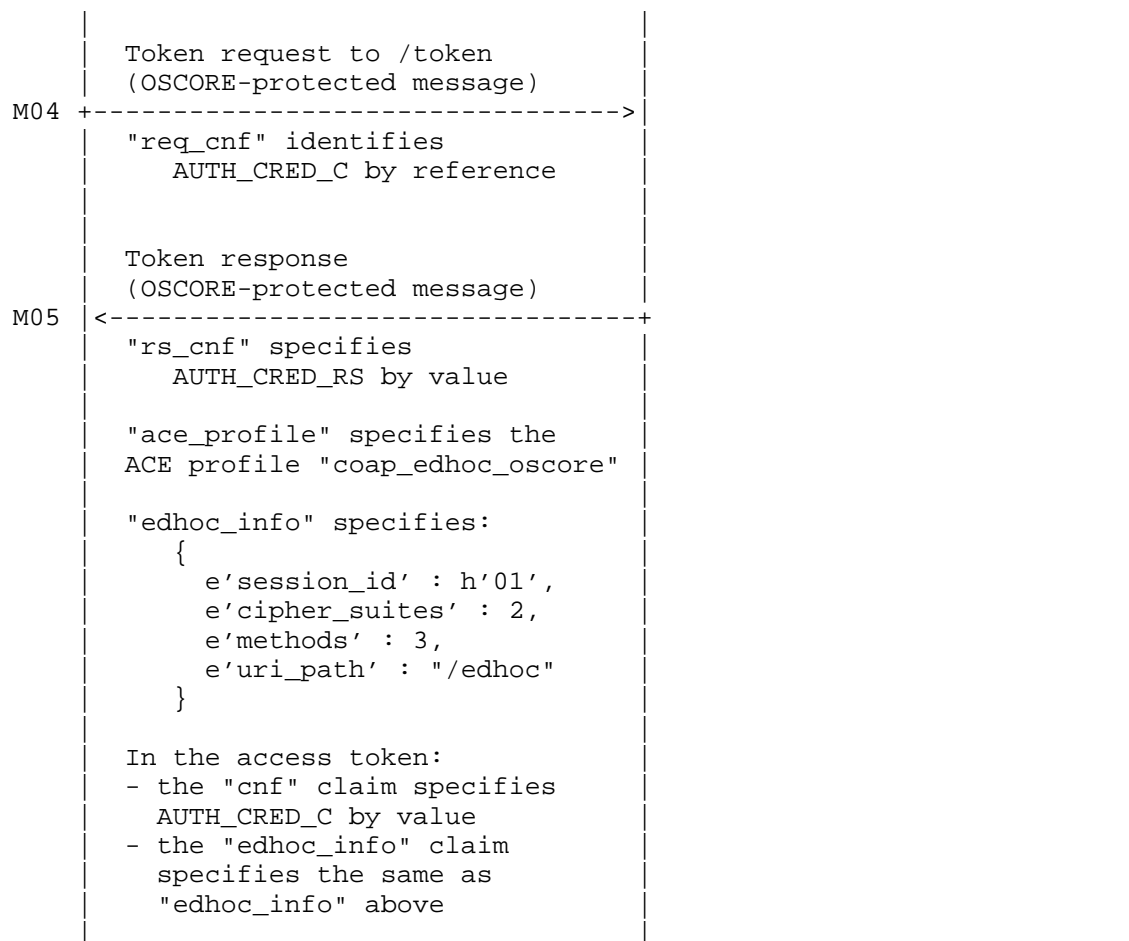 Token request to /token
(OSCORE-protected message)
M04 +---------------------------------->|
"req_cnf" identifies
AUTH_CRED_C by reference
Token response
(OSCORE-protected message)
M05 |<----------------------------------+
"rs_cnf" specifies
AUTH_CRED_RS by value
"ace_profile" specifies the
ACE profile "coap_edhoc_oscore"
"edhoc_info" specifies:
{
e'session_id' : h'01',
e'cipher_suites' : 2,
e'methods' : 3,
e'uri_path' : "/edhoc"
}
In the access token:
- the "cnf" claim specifies
AUTH_CRED_C by value
- the "edhoc_info" claim
specifies the same as
"edhoc_info" above